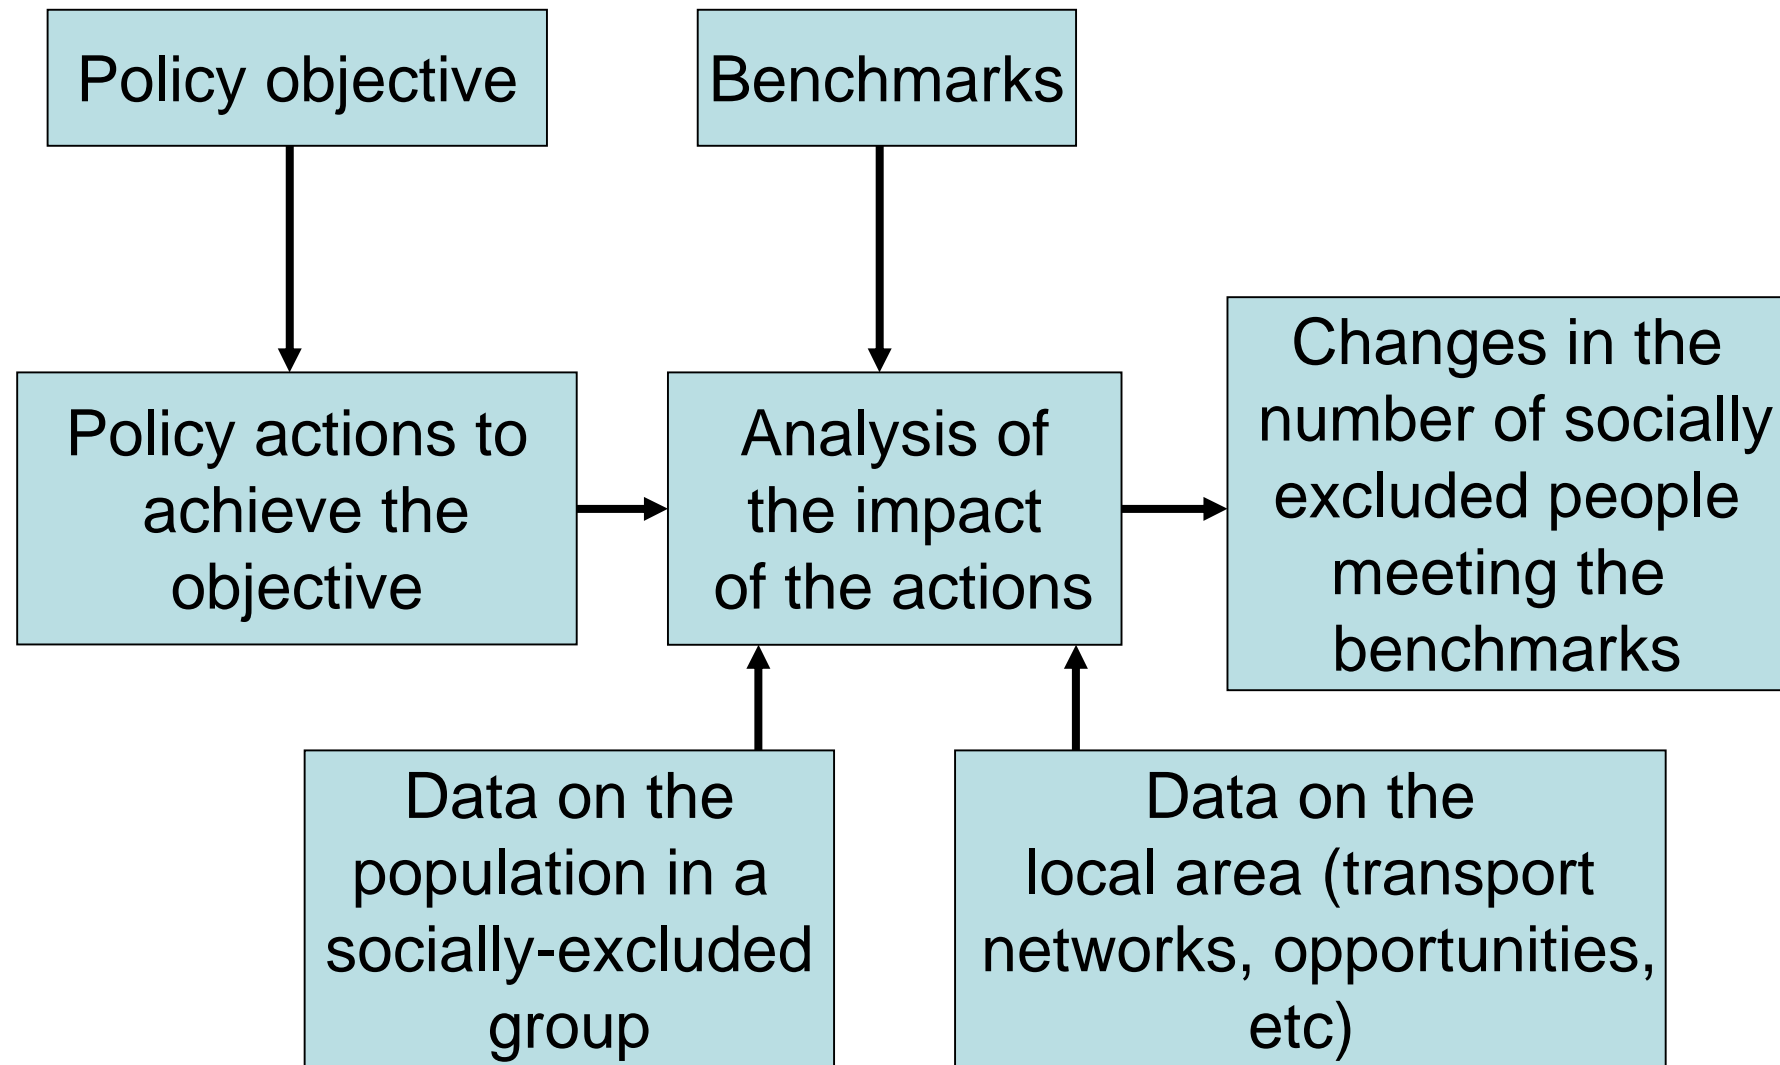 Policy objective
Benchmarks
Policy actions to
achieve the
objective
Analysis of
the impact
of the actions
Changes in the
number of socially
excluded people
meeting the
benchmarks
Data on the
population in a
socially-excluded
group
Data on the
local area (transport
networks, opportunities,
etc)